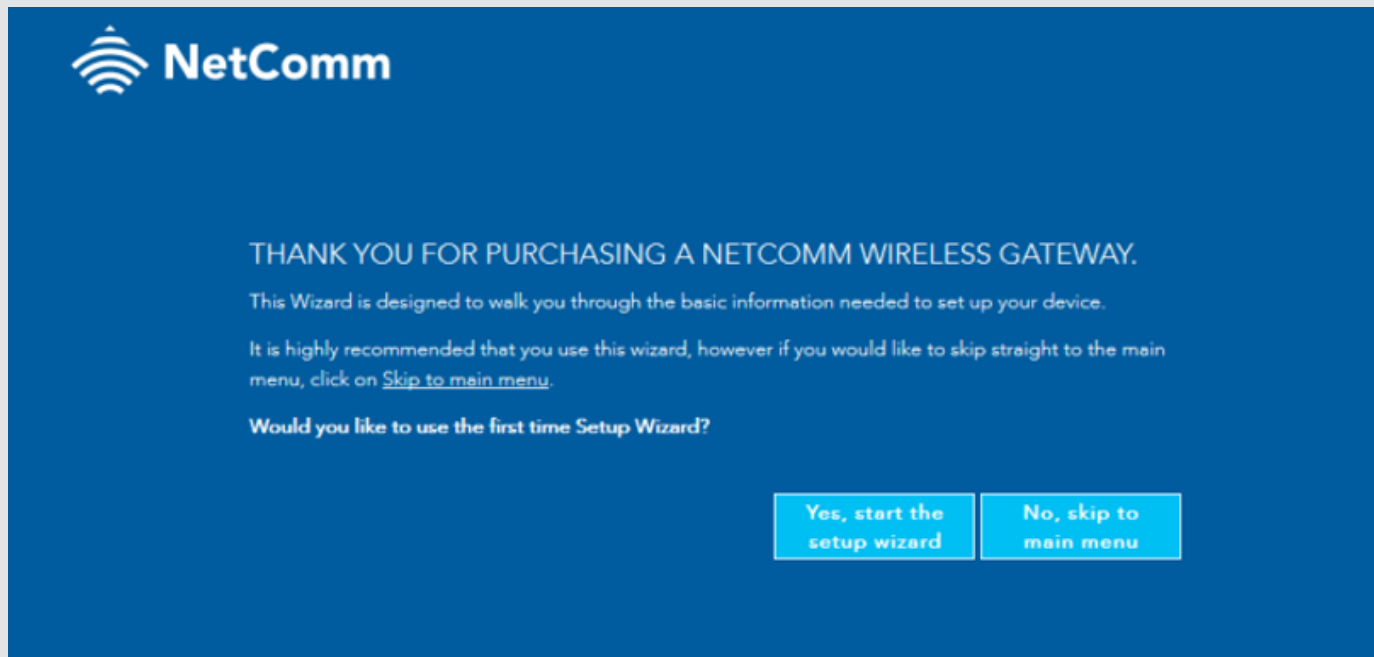 NetComm
THANK YOU FOR PURCHASING A NETCOMM WIRELESS GATEWAY.
This Wizard is designed to walk you through the basic information needed to set up your device.
It is highly recommended that you use this wizard, however if you would like to skip straight to the main
menu, click on Skip to main menu.
Would you like to use the first time Setup Wizard?
Yes, start the
setup wizard
No, skip to
main menu